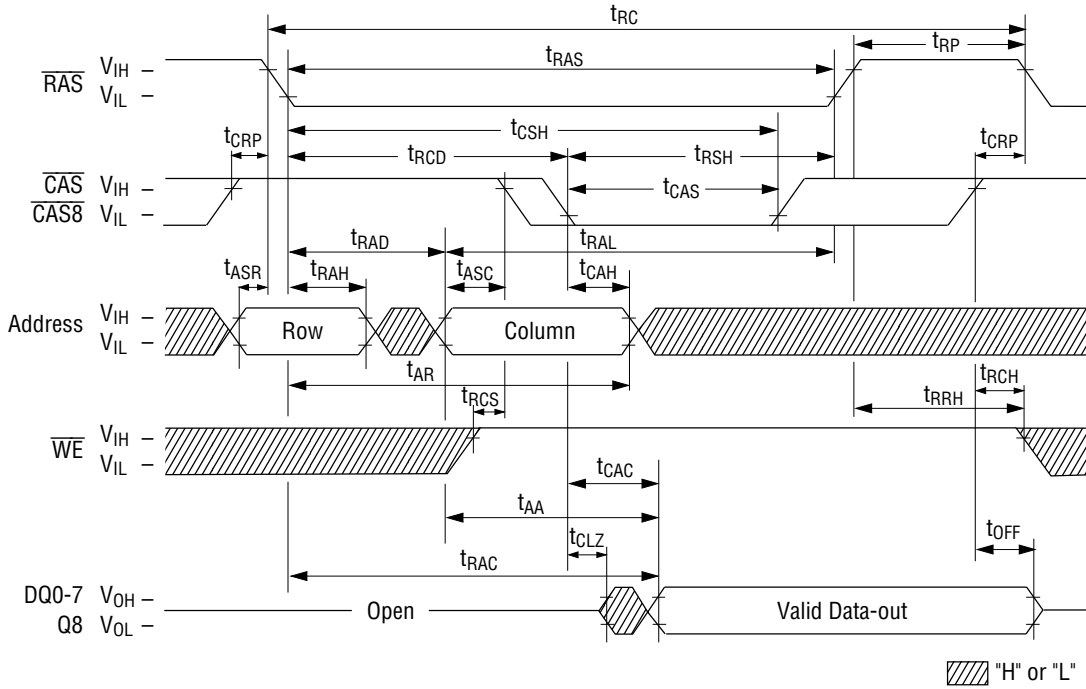 tRC
tRP
tRAS
RAS VIH –
VIL –
tCSH
tCRP tRCD tRSH tCRP
CAS VIH –
CAS8 VIL –
tCAS
tRAD tRAL
tASR tRAH tASC tCAH
Address VIH –
VIL –
Row Column
tAR
tRCS tRCH
tRRH
WE VIH –
VIL –
tCAC
tAA
tCLZ tOFF
tRAC
DQ0-7 VOH –
Q8 VOL –
Open Valid Data-out
"H" or "L"